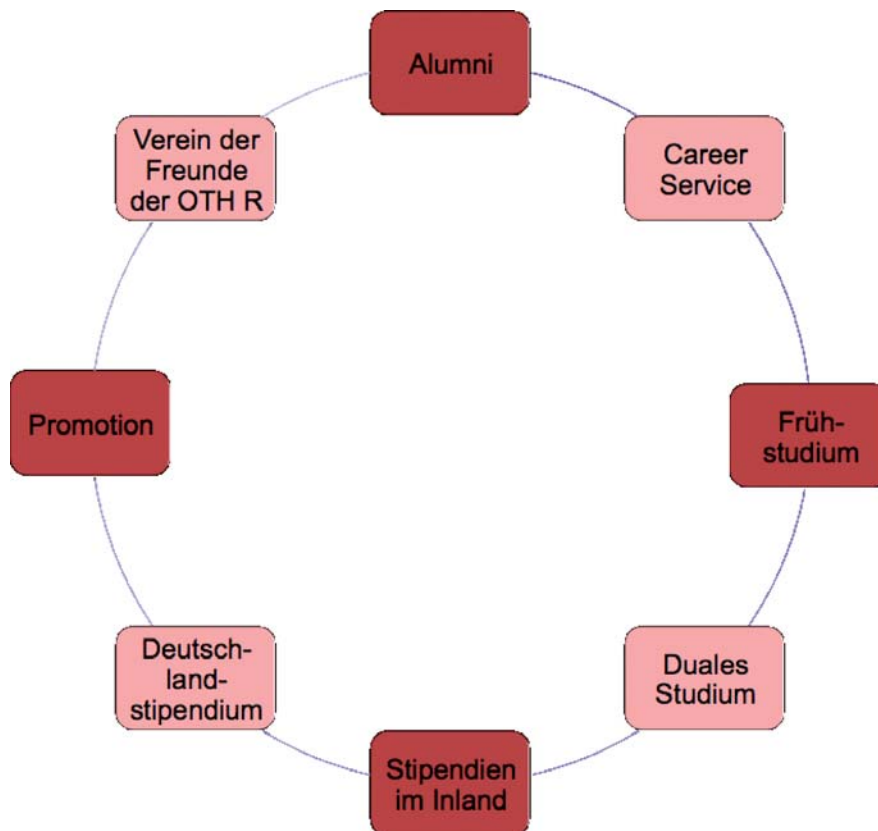 Alumni
Career
Service
Früh-
studium
Duales
Studium
Stipendien
im Inland
Deutsch-
land-
stipendium
Promotion
Verein der
Freunde
der OTH R